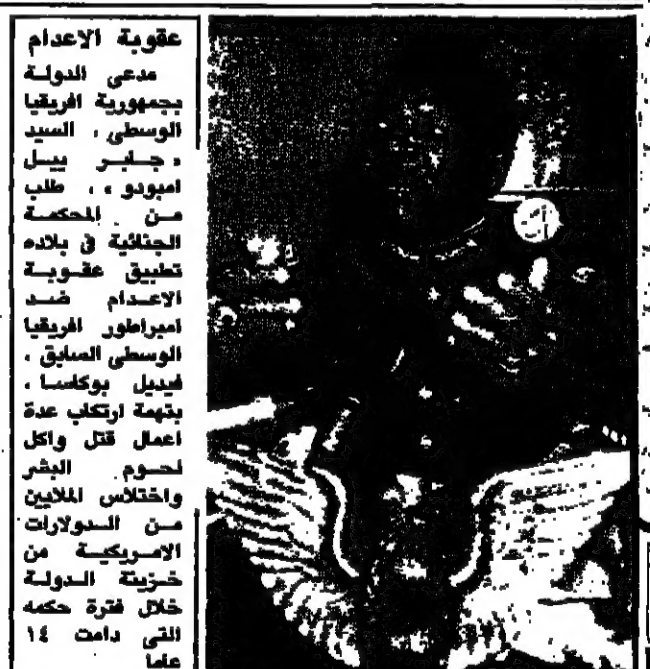 عقوبة الاعدام
مدعى الدولة
بجمهورية افريقيا
الوسطى ، السيد
« جابر بيل
امبودو » ، طلب
من المحكمة
الجنائية في بلاده
تطبيق عقوبة
الاعدام ضد
امبراطور افريقيا
الوسطى السابق ،
فيديل بوكاسا ،
بتهمة ارتكاب عدة
اعمال قتل واكل
لحوم البشر
واختلاس الملايين
من الدولارات
الامريكية من
خزينة الدولة
خلال فترة حكمه
التى دامت ١٤
عاما